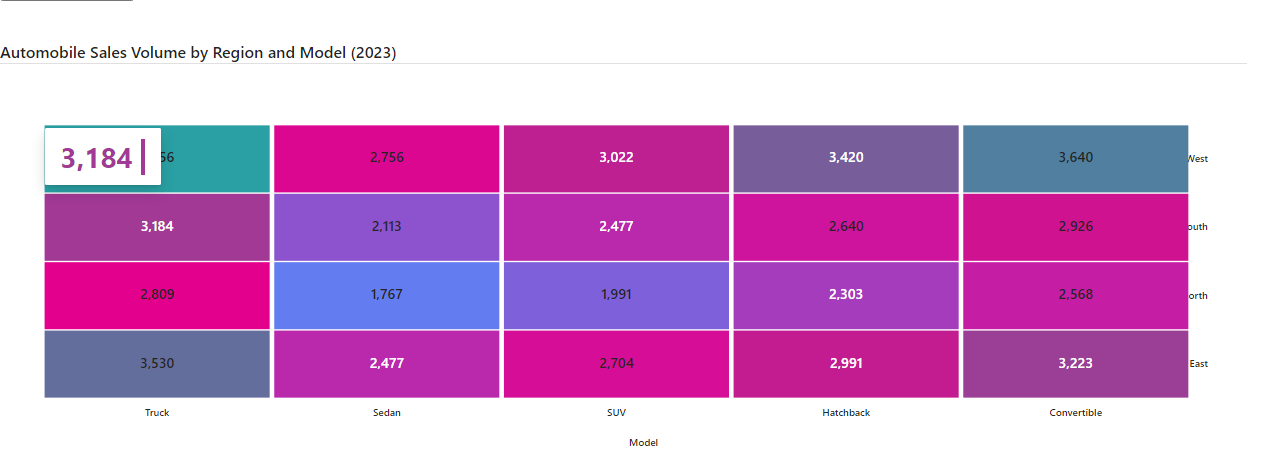 Automobile Sales Volume by Region and Model (2023)
3,184
56 2,756 3,022 3,420 3,640 West
3,184 2,113 2,477 2,640 2,926 outh
2,809 1,767 1,991 2,303 2,568 orth
3,530 2,477 2,704 2,991 3,223 East
Truck Sedan SUV Hatchback Convertible
Model